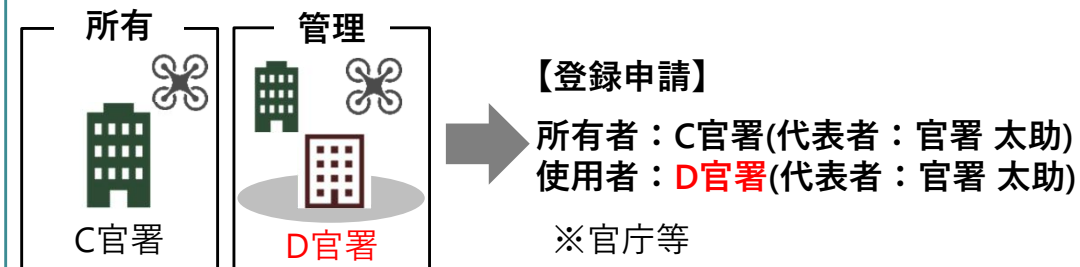 所有
管理
C官署
D官署
【登録申請】
所有者：C官署(代表者：官署 太助)
使用者：D官署(代表者：官署 太助)
※官庁等